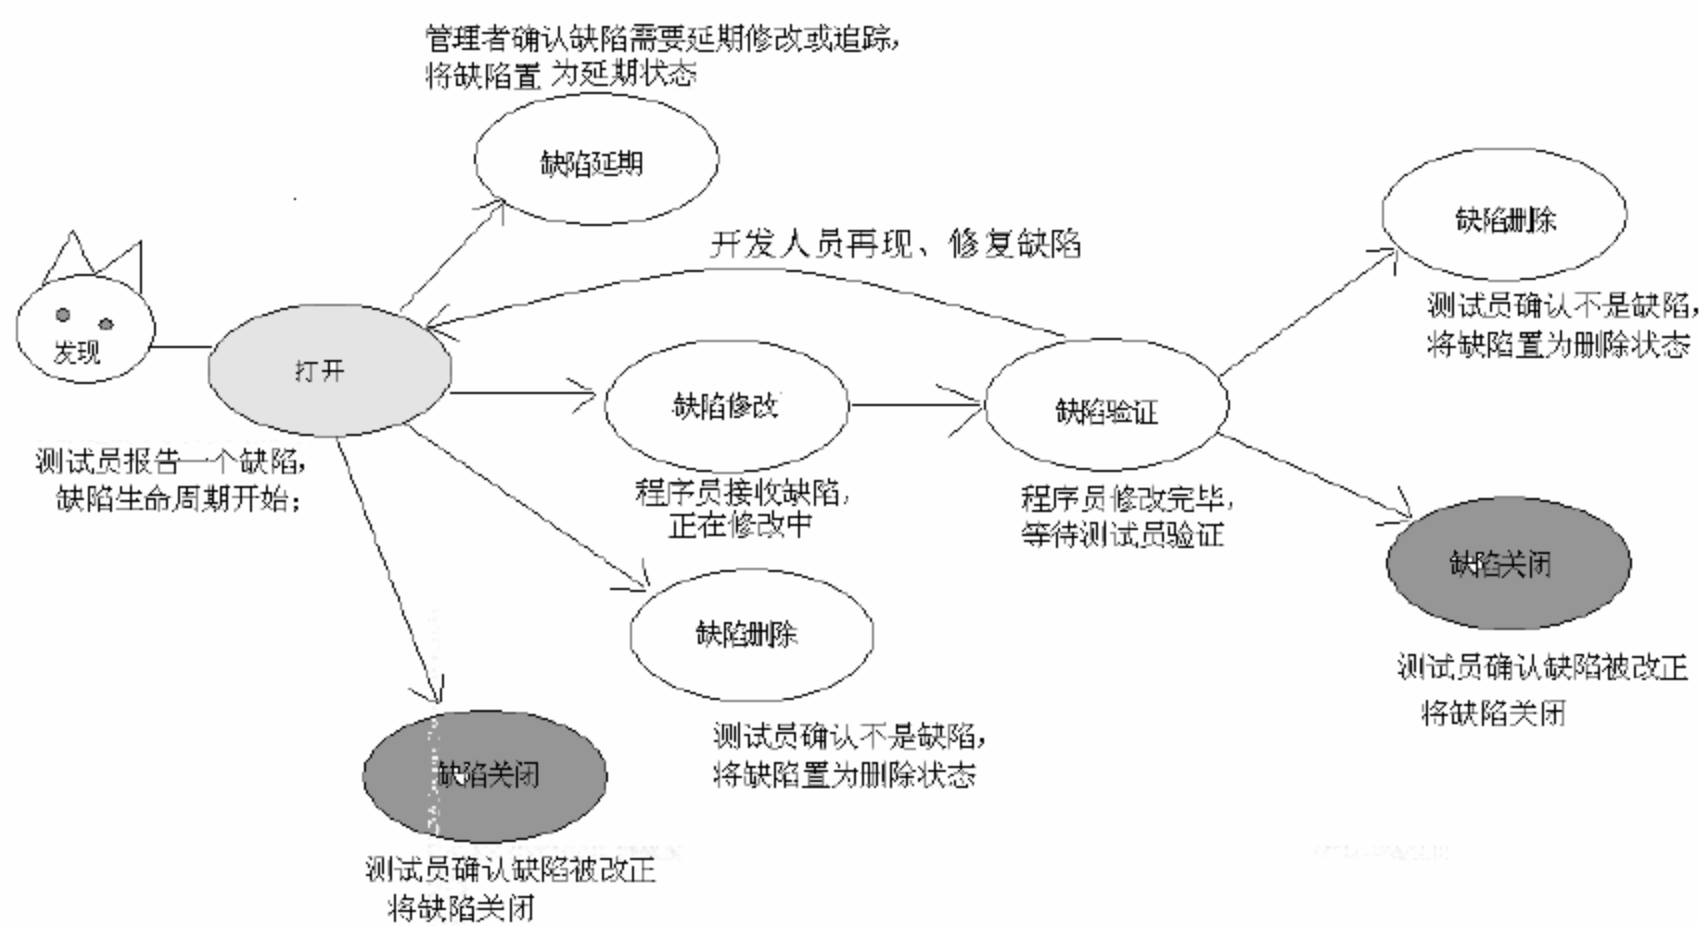 管理者确认缺陷需要延期修改或追踪，
将缺陷置 为延期状态
缺陷延期
缺陷删除
测试员确认不是缺陷，
将缺陷置为删除状态
开发人员再现、修复缺陷
发现
打开
测试员报告一个缺陷，
缺陷生命周期开始；
缺陷修改
程序员接收缺陷，
正在修改中
缺陷验证
程序员修改完毕，
等待测试员验证
缺陷关闭
测试员确认缺陷被改正
将缺陷关闭
缺陷删除
测试员确认不是缺陷，
将缺陷置为删除状态
缺陷关闭
测试员确认缺陷被改正
将缺陷关闭